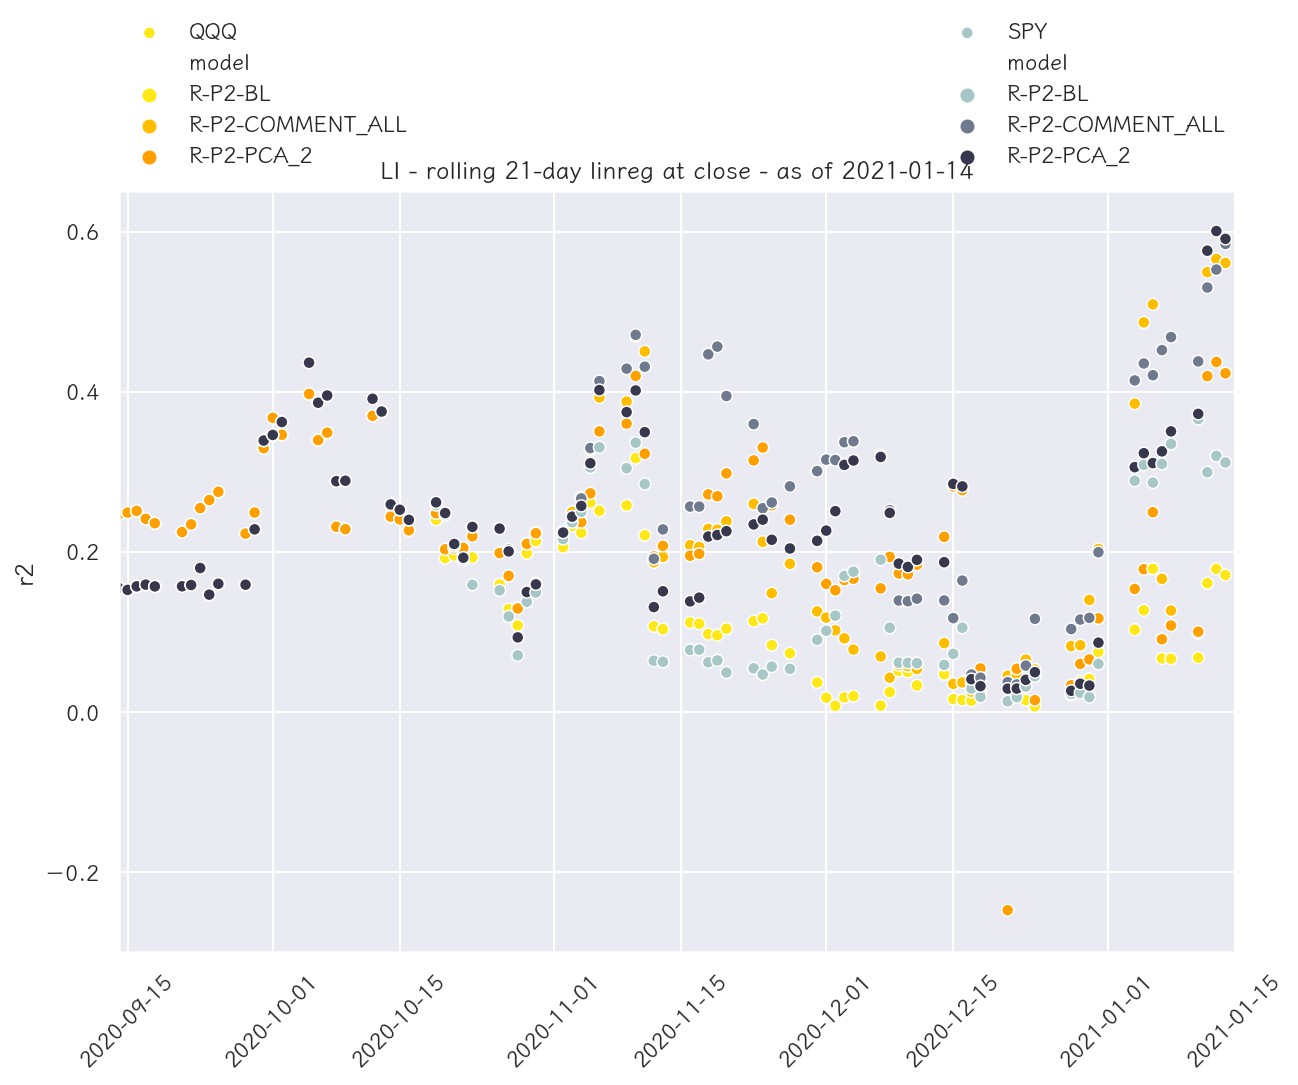 QQQ
model
R-P2-BL
R-P2-COMMENT_ALL
R-P2-PCA_2
SPY
model
R-P2-BL
R-P2-COMMENT_ALL
R-P2-PCA_2
LI - rolling 21-day linreg at close - as of 2021-01-14
r2
0.6
0.4
0.2
0.0
−0.2
2020-09-15
2020-10-01
2020-10-15
2020-11-01
2020-11-15
2020-12-01
2020-12-15
2021-01-01
2021-01-15